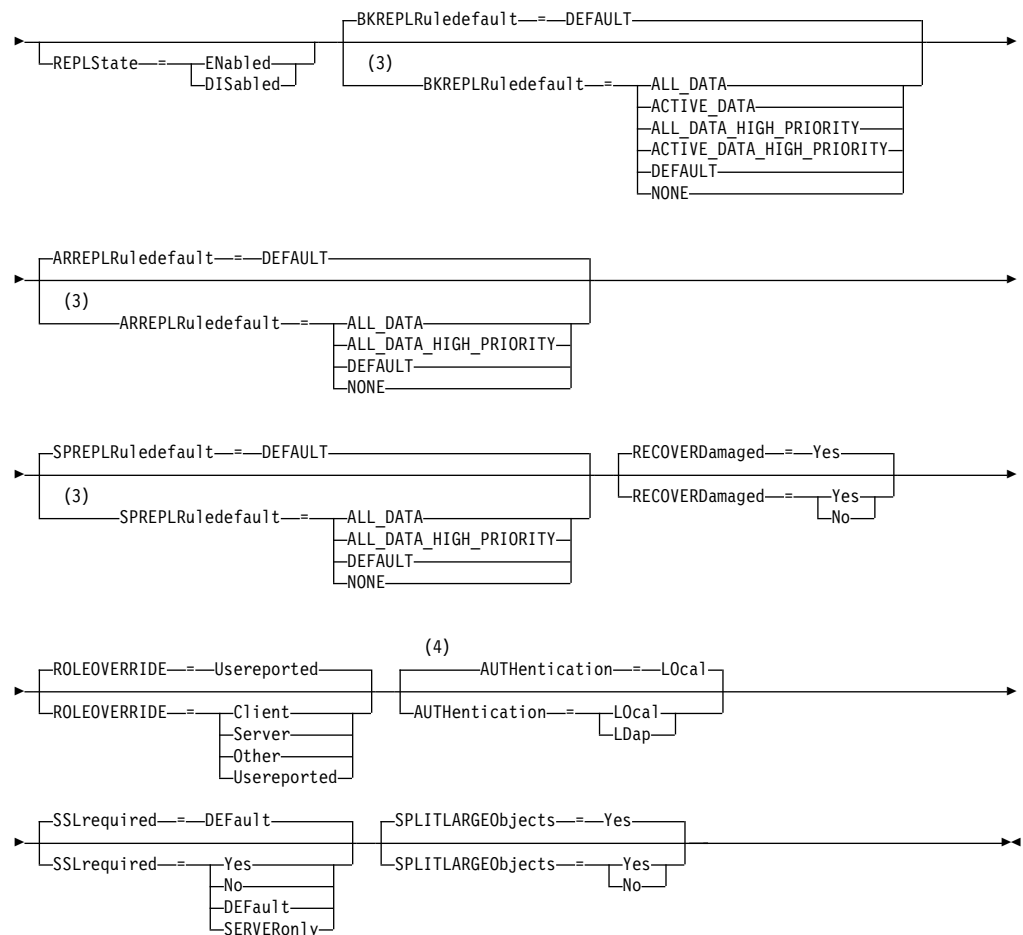 BKREPLRuledefault = DEFAULT
REPLState = ENabled
DISabled
(3)
BKREPLRuledefault = ALL_DATA
ACTIVE_DATA
ALL_DATA_HIGH_PRIORITY
ACTIVE_DATA_HIGH_PRIORITY
DEFAULT
NONE
ARREPLRuledefault = DEFAULT
(3)
ARREPLRuledefault = ALL_DATA
ALL_DATA_HIGH_PRIORITY
DEFAULT
NONE
SPREPLRuledefault = DEFAULT
(3)
SPREPLRuledefault = ALL_DATA
ALL_DATA_HIGH_PRIORITY
DEFAULT
NONE
RECOVERDamaged = Yes
RECOVERDamaged = Yes
No
ROLEOVERRIDE = Usereported
ROLEOVERRIDE = Client
Server
Other
Usereported
(4)
AUTHentication = LOcal
AUTHentication = LOcal
LDap
SSLrequired = DEFault
SSLrequired = Yes
No
DEFault
SERVERonly
SPLITLARGEObjects = Yes
SPLITLARGEObjects = Yes
No